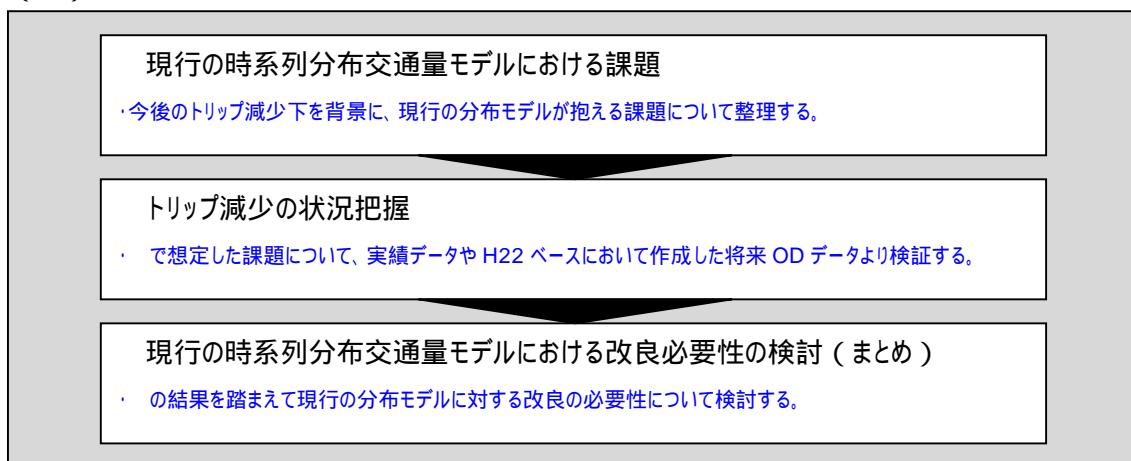 現行の時系列分布交通量モデルにおける課題
・今後のトリップ減少下を背景に、現行の分布モデルが抱える課題について整理する。
トリップ減少の状況把握
・ で想定した課題について、実績データや H22 ベースにおいて作成した将来 OD データより検証する。
現行の時系列分布交通量モデルにおける改良必要性の検討（まとめ）
・ の結果を踏まえて現行の分布モデルに対する改良の必要性について検討する。